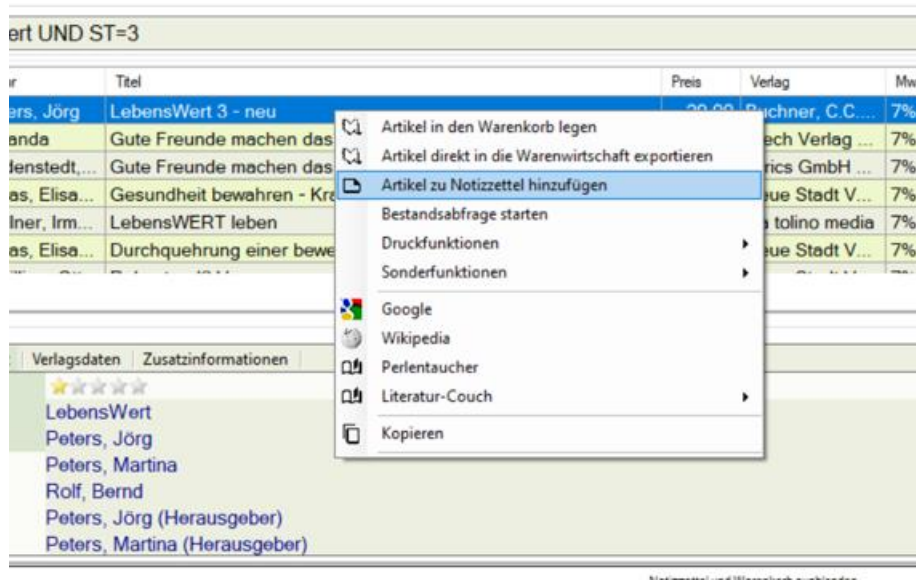 ert UND ST=3
Titel Preis Verlag Mw
ers, Jörg LebensWert 3 - neu Buchner, C.C.... 7%
anda Gute Freunde machen das ech Verlag ... 7%
denstedt,... Gute Freunde machen das rics GmbH ... 7%
as, Elisa... Gesundheit bewahren - Kra eue Stadt V... 7%
lner, Irm... LebensWERT leben tolino media 7%
as, Elisa... Durchquehrung einer bewe eue Stadt V... 7%
Artikel in den Warenkorb legen
Artikel direkt in die Warenwirtschaft exportieren
Artikel zu Notizzettel hinzufügen
Bestandsabfrage starten
Druckfunktionen
Sonderfunktionen
Google
Wikipedia
Perlentaucher
Literatur-Couch
Kopieren
Verlagsdaten Zusatzinformationen
LebensWert
Peters, Jörg
Peters, Martina
Rolf, Bernd
Peters, Jörg (Herausgeber)
Peters, Martina (Herausgeber)